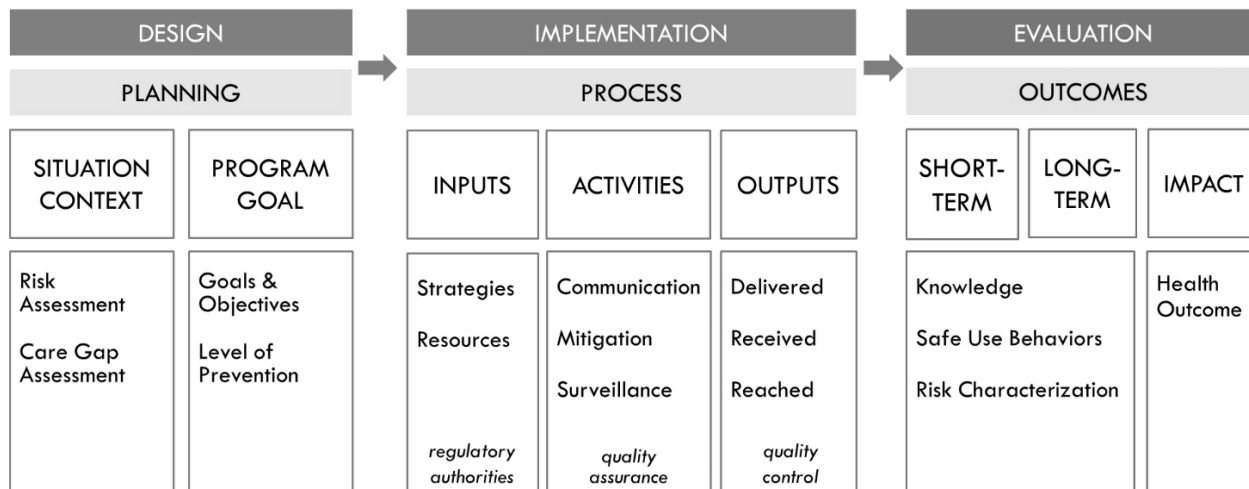 DESIGN
IMPLEMENTATION
EVALUATION
PLANNING
PROCESS
OUTCOMES
SITUATION
CONTEXT
PROGRAM
GOAL
INPUTS
ACTIVITIES
OUTPUTS
SHORT-
TERM
LONG-
TERM
IMPACT
Risk
Assessment
Care Gap
Assessment
Goals &
Objectives
Level of
Prevention
Strategies
Resources
regulatory
authorities
Communication
Mitigation
Surveillance
quality
assurance
Delivered
Received
Reached
quality
control
Knowledge
Safe Use Behaviors
Risk Characterization
Health
Outcome